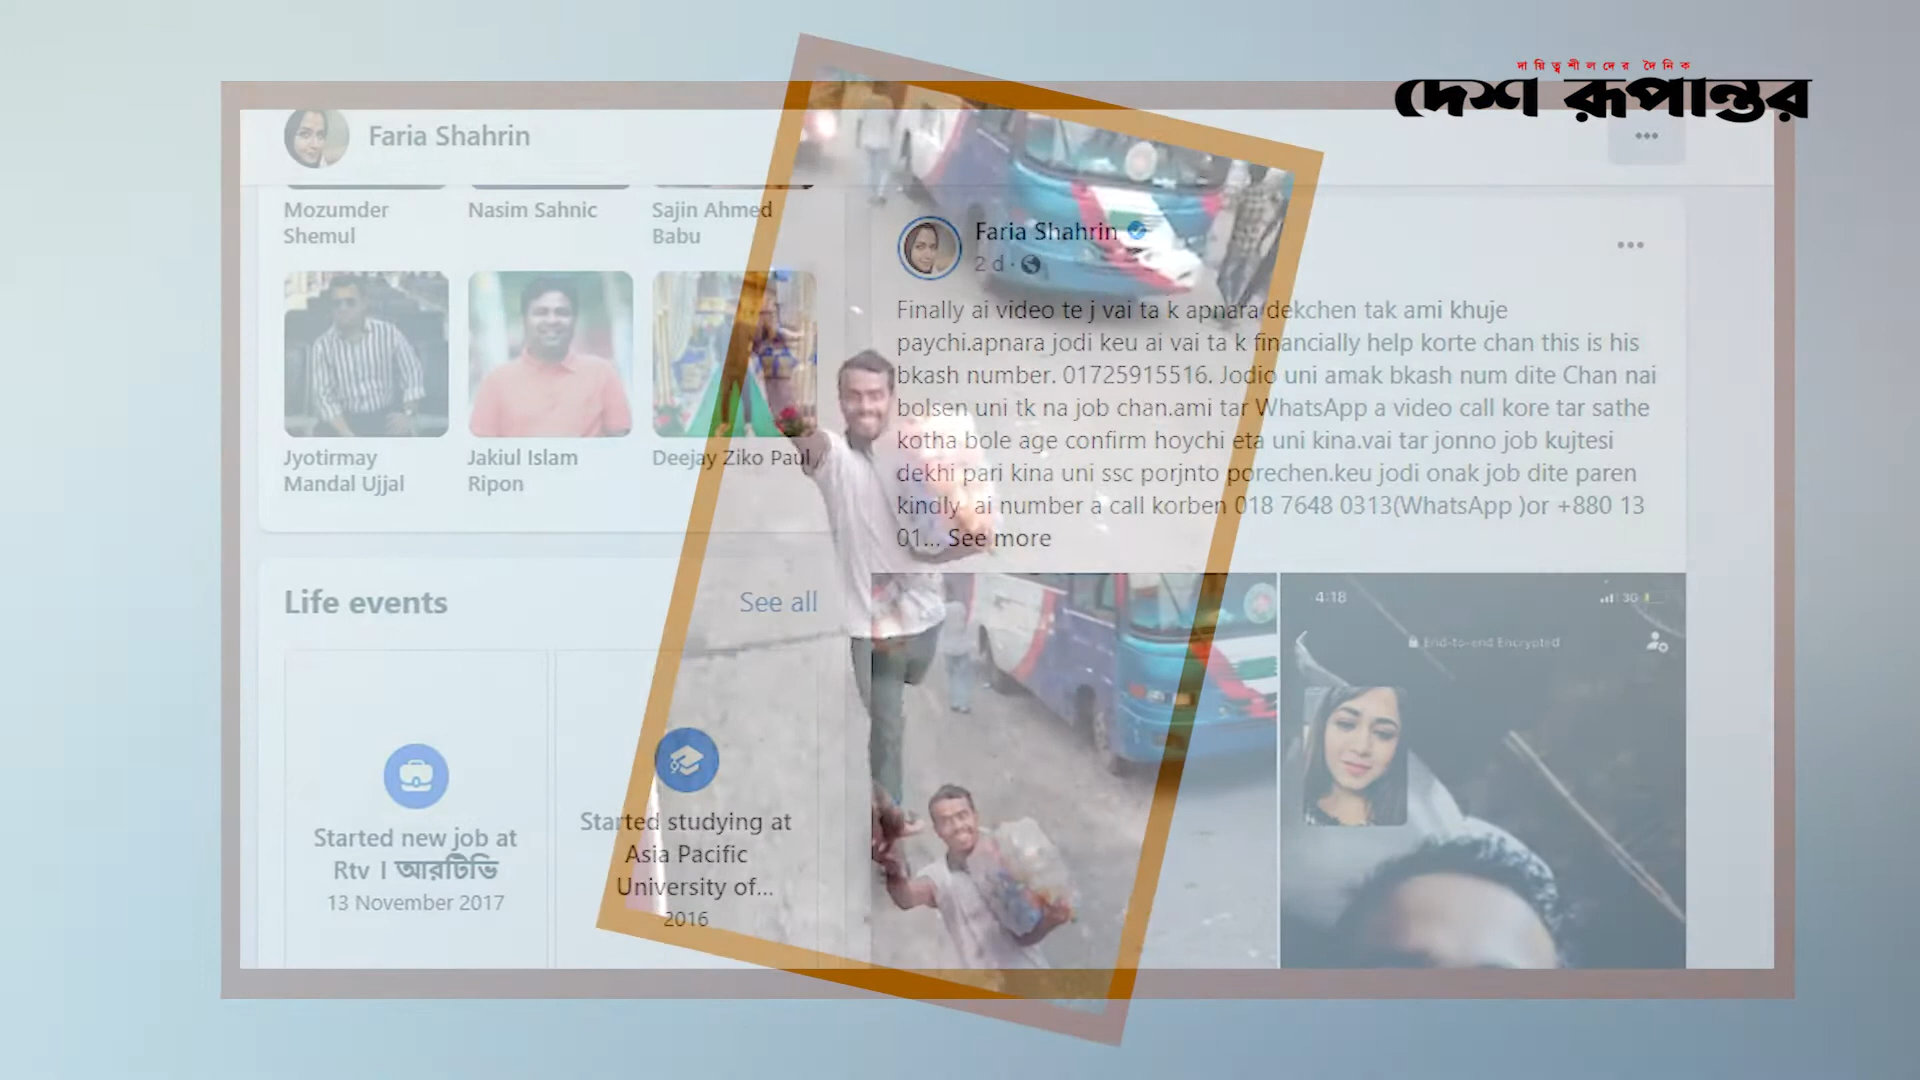 দায়িত্বশীলদের দৈনিক
দেশ রূপান্তর
Faria Shahrin
Mozumder
Shemul
Nasim Sahnic
Sajin Ahmed
Babu
Jyotirmay
Mandal Ujjal
Jakiul Islam
Ripon
Deejay Ziko Paul
Life events
See all
Started new job at
Rtv । আরটিভি
13 November 2017
Started studying at
Asia Pacific
University of...
2016
Faria Shahrin
2 d ·
Finally ai video te j vai ta k apnara dekchen tak ami khuje
paychi.apnara jodi keu ai vai ta k financially help korte chan this is his
bkash number. 01725915516. Jodio uni amak bkash num dite Chan nai
bolsen uni tk na job chan.ami tar WhatsApp a video call kore tar sathe
kotha bole age confirm hoychi eta uni kina.vai tar jonno job kujtesi
dekhi pari kina uni ssc porjnto porechen.keu jodi onak job dite paren
kindly ai number a call korben 018 7648 0313(WhatsApp )or +880 13
01... See more
4:18
3G
End-to-end Encrypted